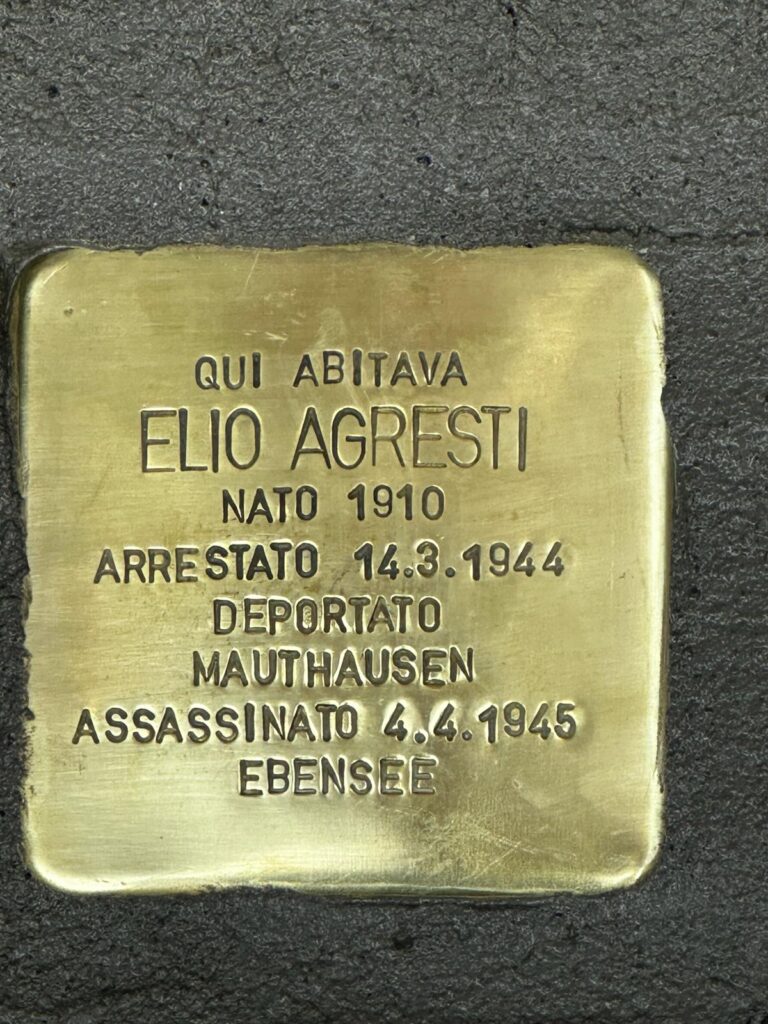 QUI ABITAVA
ELIO AGRESTI
NATO 1910
ARRESTATO 14.3.1944
DEPORTATO
MAUTHAUSEN
ASSASSINATO 4.4.1945
EBENSEE